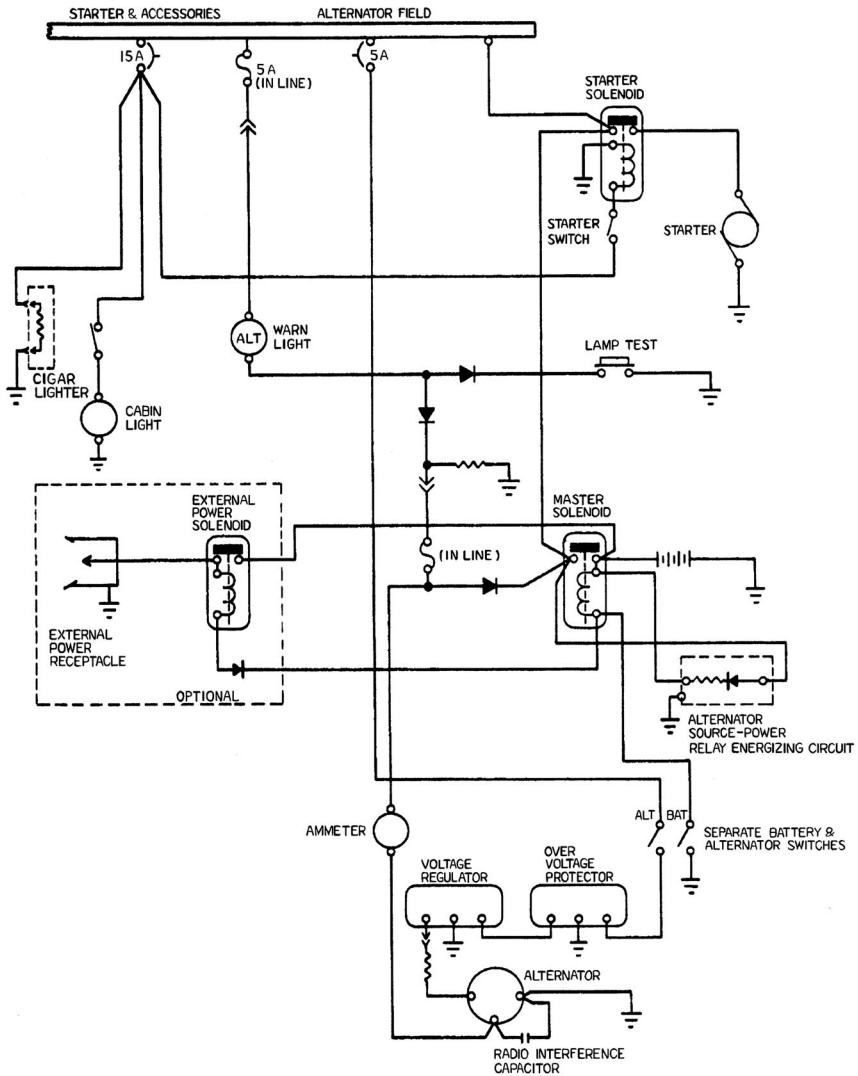 STARTER & ACCESSORIES
ALTERNATOR FIELD
15A
5A
(IN LINE)
5A
STARTER
SOLENOID
STARTER
SWITCH
STARTER
ALT
WARN
LIGHT
LAMP TEST
CIGAR
LIGHTER
CABIN
LIGHT
EXTERNAL
POWER
SOLENOID
MASTER
SOLENOID
(IN LINE)
EXTERNAL
POWER
RECEPTACLE
OPTIONAL
ALTERNATOR
SOURCE-POWER
RELAY ENERGIZING CIRCUIT
AMMETER
ALT
BAT
SEPARATE BATTERY &
ALTERNATOR SWITCHES
VOLTAGE
REGULATOR
OVER
VOLTAGE
PROTECTOR
ALTERNATOR
RADIO INTERFERENCE
CAPACITOR